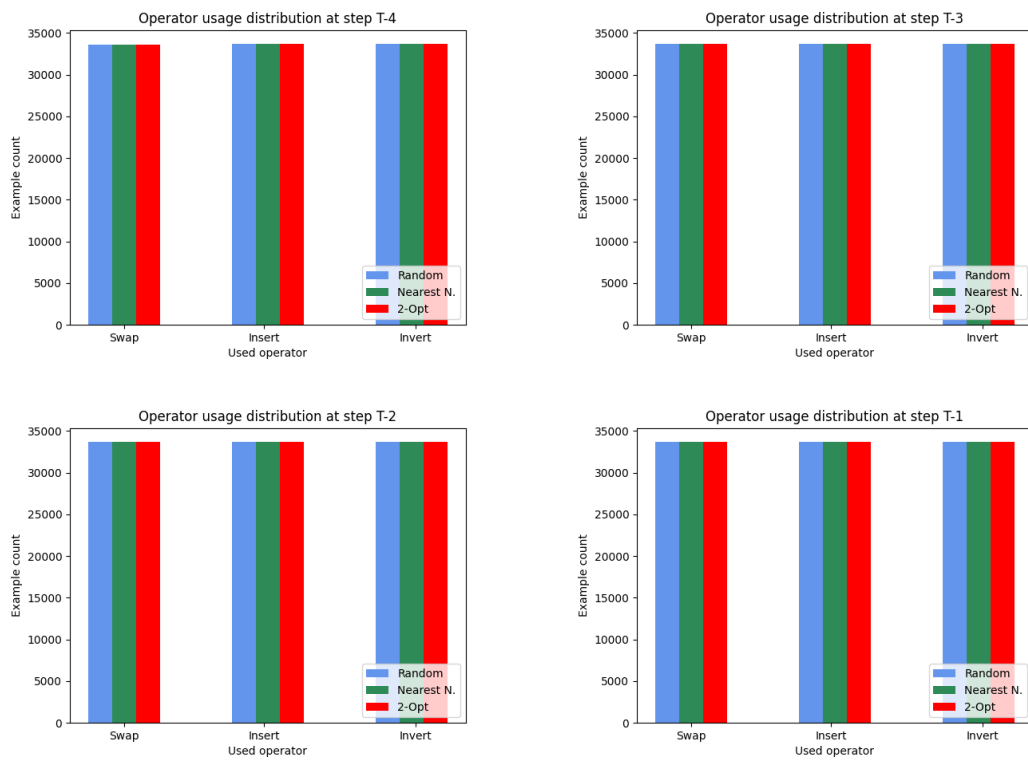 Operator usage distribution at step T-4
35000
30000
25000
20000
15000
10000
5000
0
Example count
Swap
Insert
Invert
Used operator
Random
Nearest N.
2-Opt
Operator usage distribution at step T-3
35000
30000
25000
20000
15000
10000
5000
0
Example count
Swap
Insert
Invert
Used operator
Random
Nearest N.
2-Opt
Operator usage distribution at step T-2
35000
30000
25000
20000
15000
10000
5000
0
Example count
Swap
Insert
Invert
Used operator
Random
Nearest N.
2-Opt
Operator usage distribution at step T-1
35000
30000
25000
20000
15000
10000
5000
0
Example count
Swap
Insert
Invert
Used operator
Random
Nearest N.
2-Opt